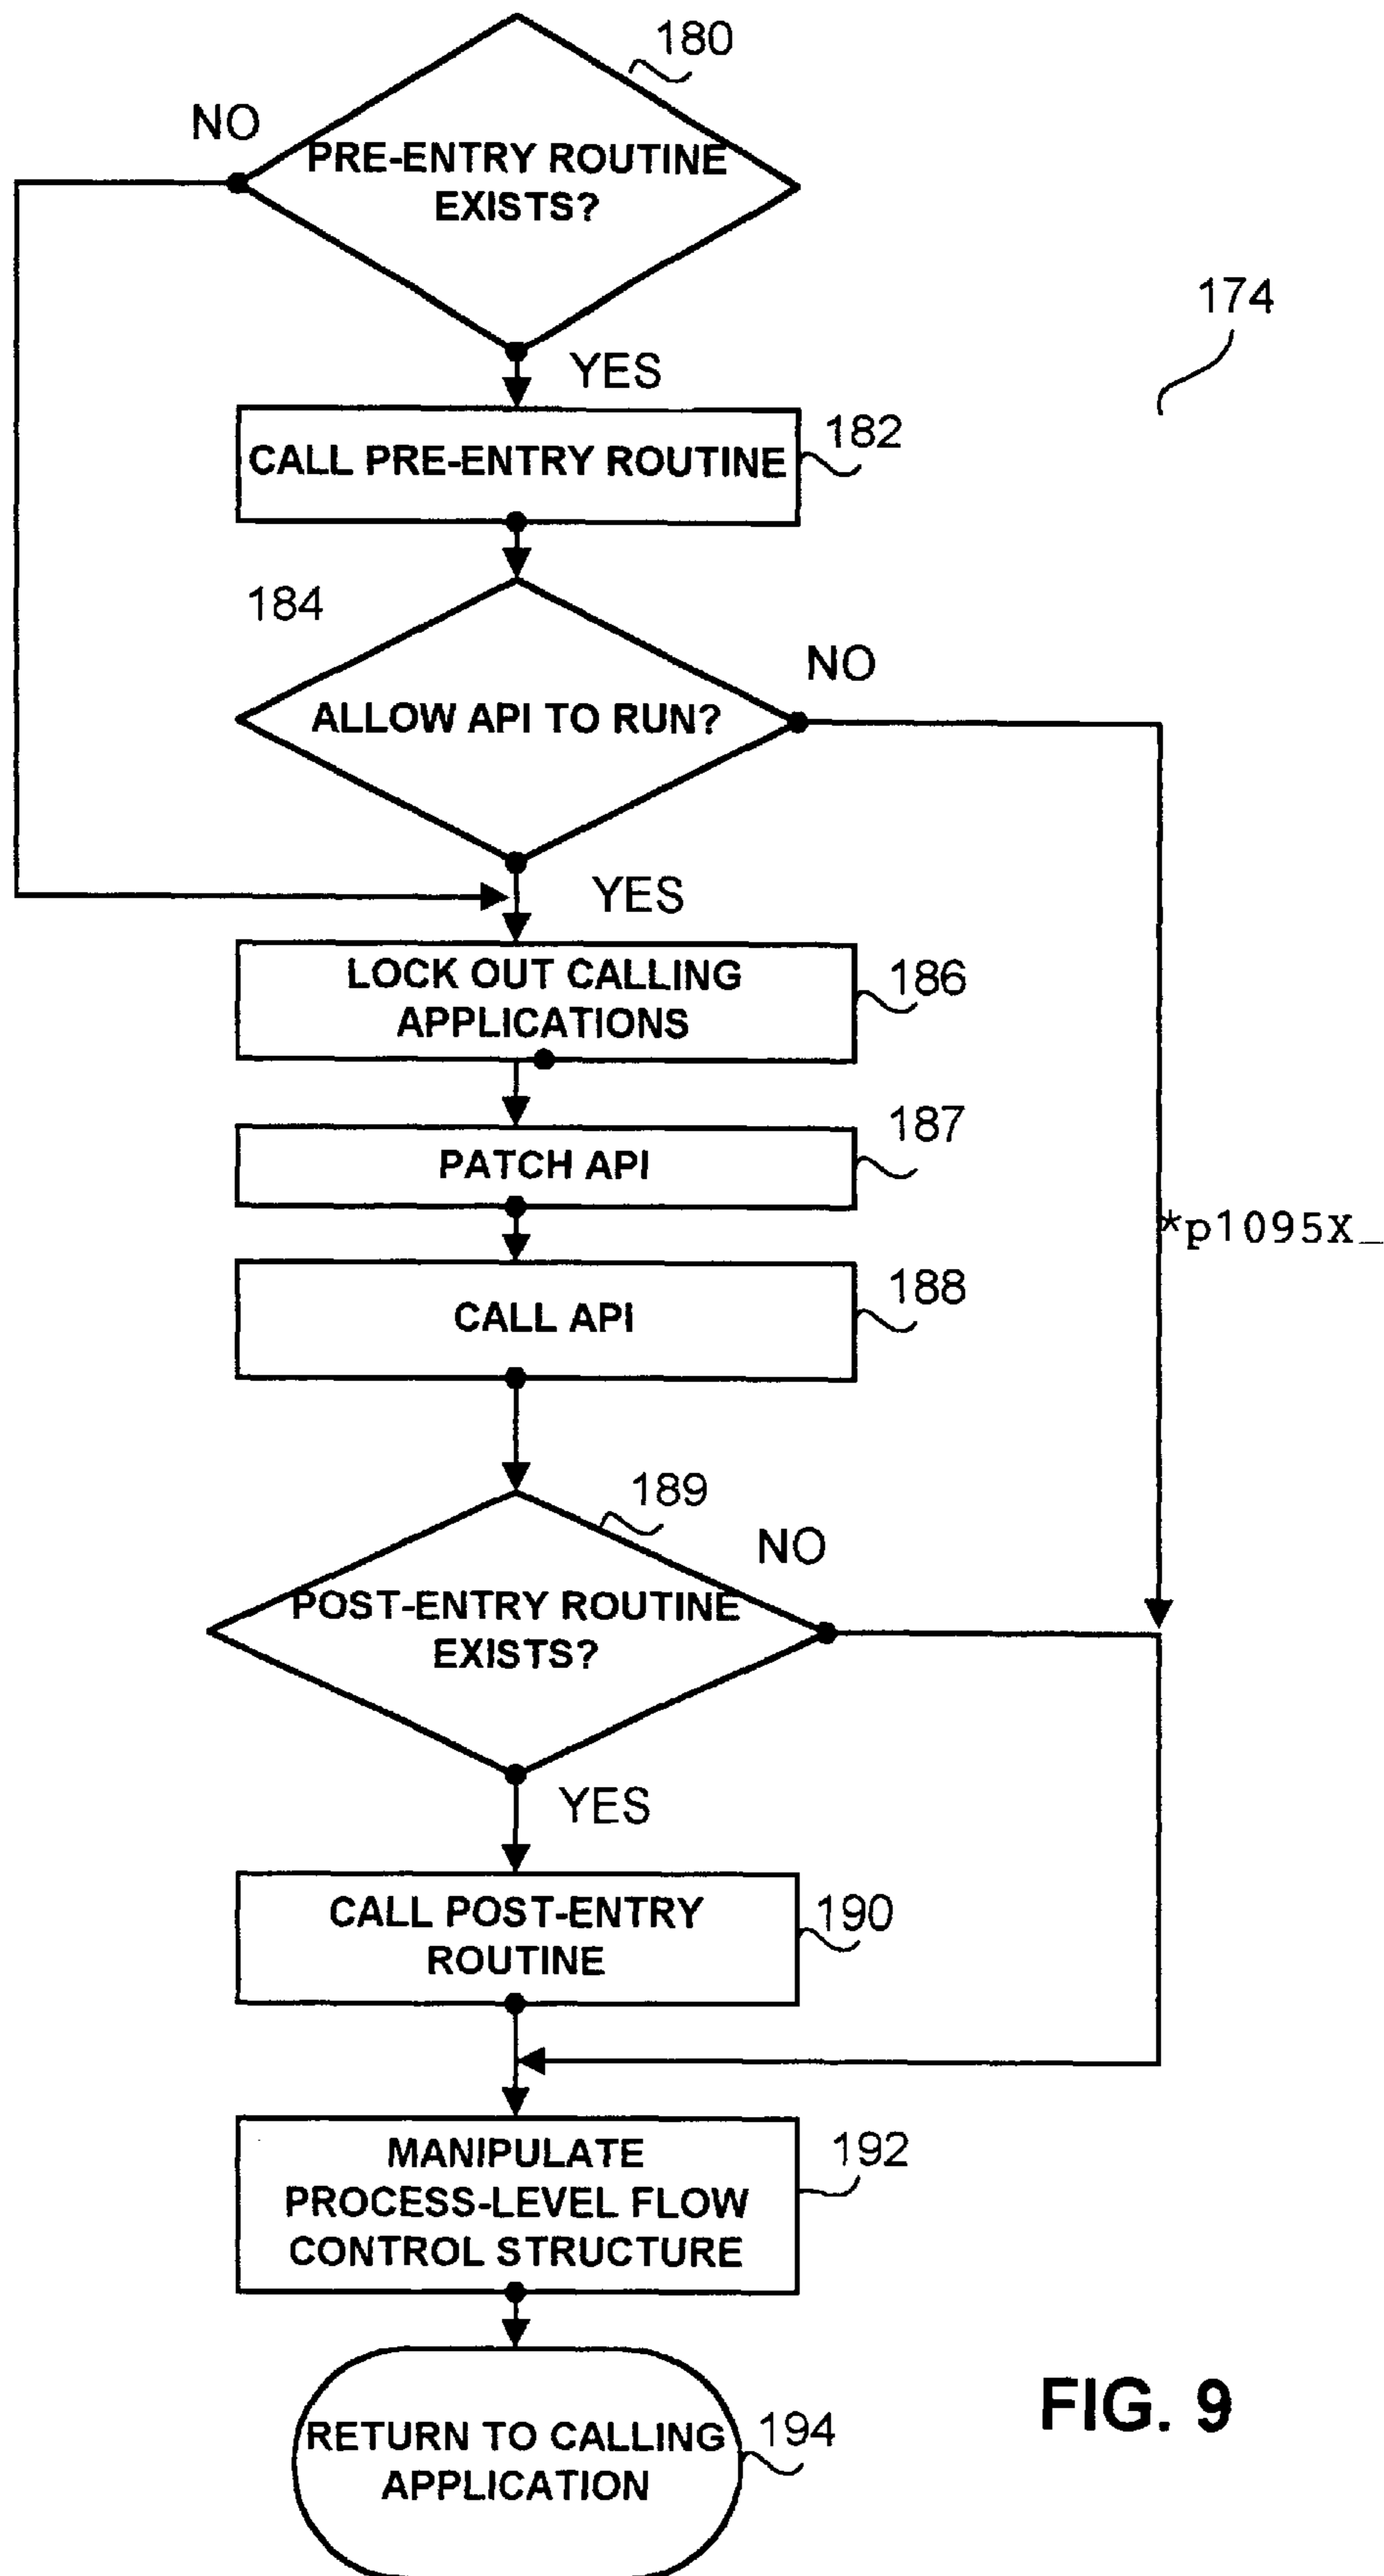 180
NO
PRE-ENTRY ROUTINE
EXISTS?
174
YES
CALL PRE-ENTRY ROUTINE
182
184
NO
ALLOW API TO RUN?
YES
LOCK OUT CALLING
APPLICATIONS
186
PATCH API
187
*p1095X_
CALL API
188
189
NO
POST-ENTRY ROUTINE
EXISTS?
YES
CALL POST-ENTRY
ROUTINE
190
MANIPULATE
PROCESS-LEVEL FLOW
CONTROL STRUCTURE
192
RETURN TO CALLING
APPLICATION
194
FIG. 9